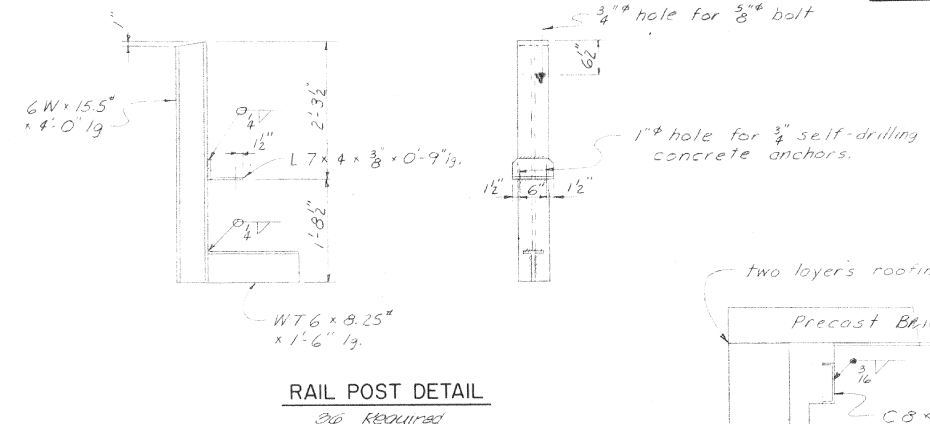 3/4"φ hole for 5/8"φ bolt
6 1/2"
6 W x 15.5#
x 4'-0" lg
1/4
1 1/2"
2'-3 1/2"
L 7 x 4 x 3/8 x 0'-9" lg.
1"φ hole for 3/4" self-drilling
concrete anchors.
1 1/2" 6" 1 1/2"
1/4
1'-8 1/2"
WT 6 x 8.25#
x 1'-6" lg.
two layers roofin
Precast Bri
3/16
C 8 x
RAIL POST DETAIL
36 Required